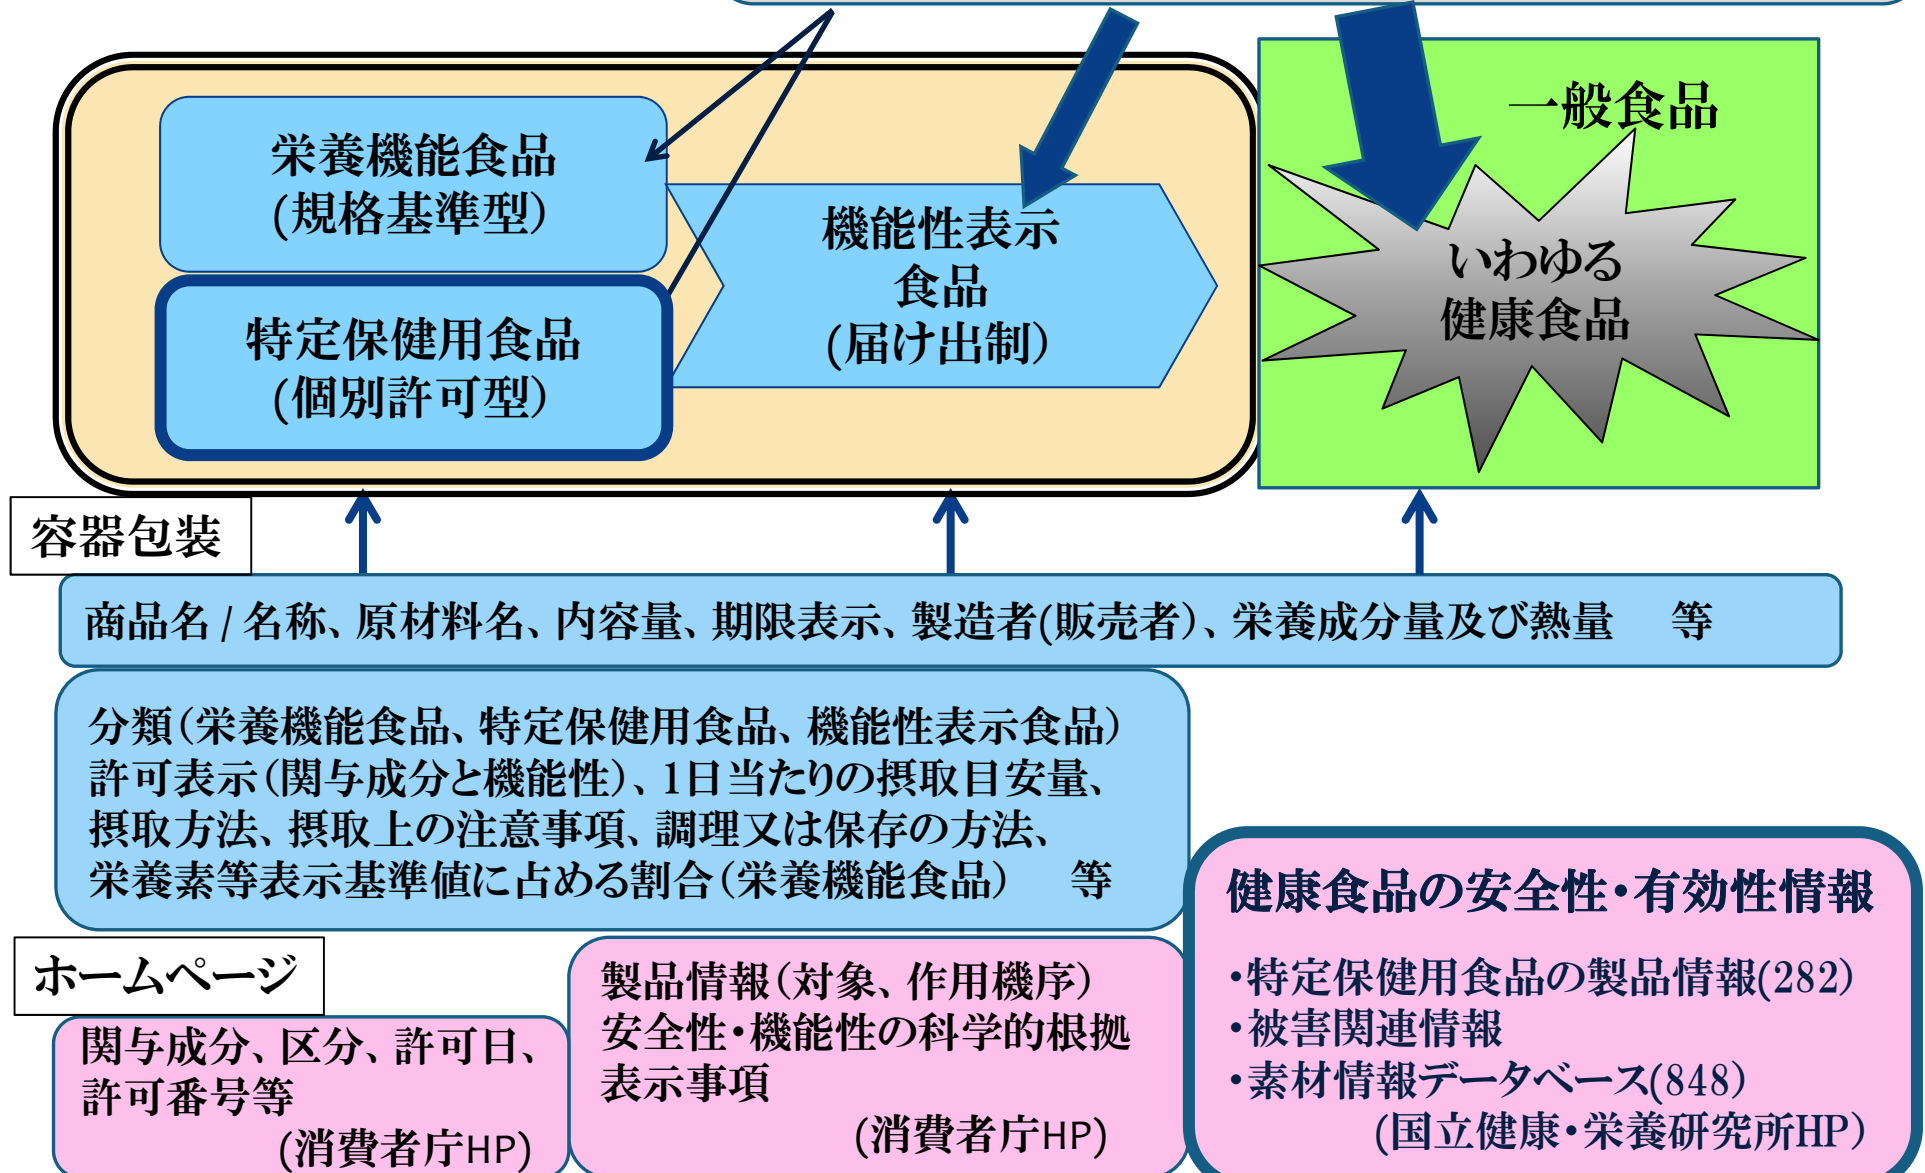 一般食品
栄養機能食品
(規格基準型)
機能性表示
食品
(届け出制)
いわゆる
健康食品
特定保健用食品
(個別許可型)
容器包装
商品名 / 名称、原材料名、内容量、期限表示、製造者(販売者)、栄養成分量及び熱量 等
分類(栄養機能食品、特定保健用食品、機能性表示食品)
許可表示(関与成分と機能性)、1日当たりの摂取目安量、
摂取方法、摂取上の注意事項、調理又は保存の方法、
栄養素等表示基準値に占める割合(栄養機能食品) 等
ホームページ
関与成分、区分、許可日、
許可番号等
(消費者庁HP)
製品情報(対象、作用機序)
安全性・機能性の科学的根拠
表示事項
(消費者庁HP)
健康食品の安全性・有効性情報
・特定保健用食品の製品情報(282)
・被害関連情報
・素材情報データベース(848)
(国立健康・栄養研究所HP)